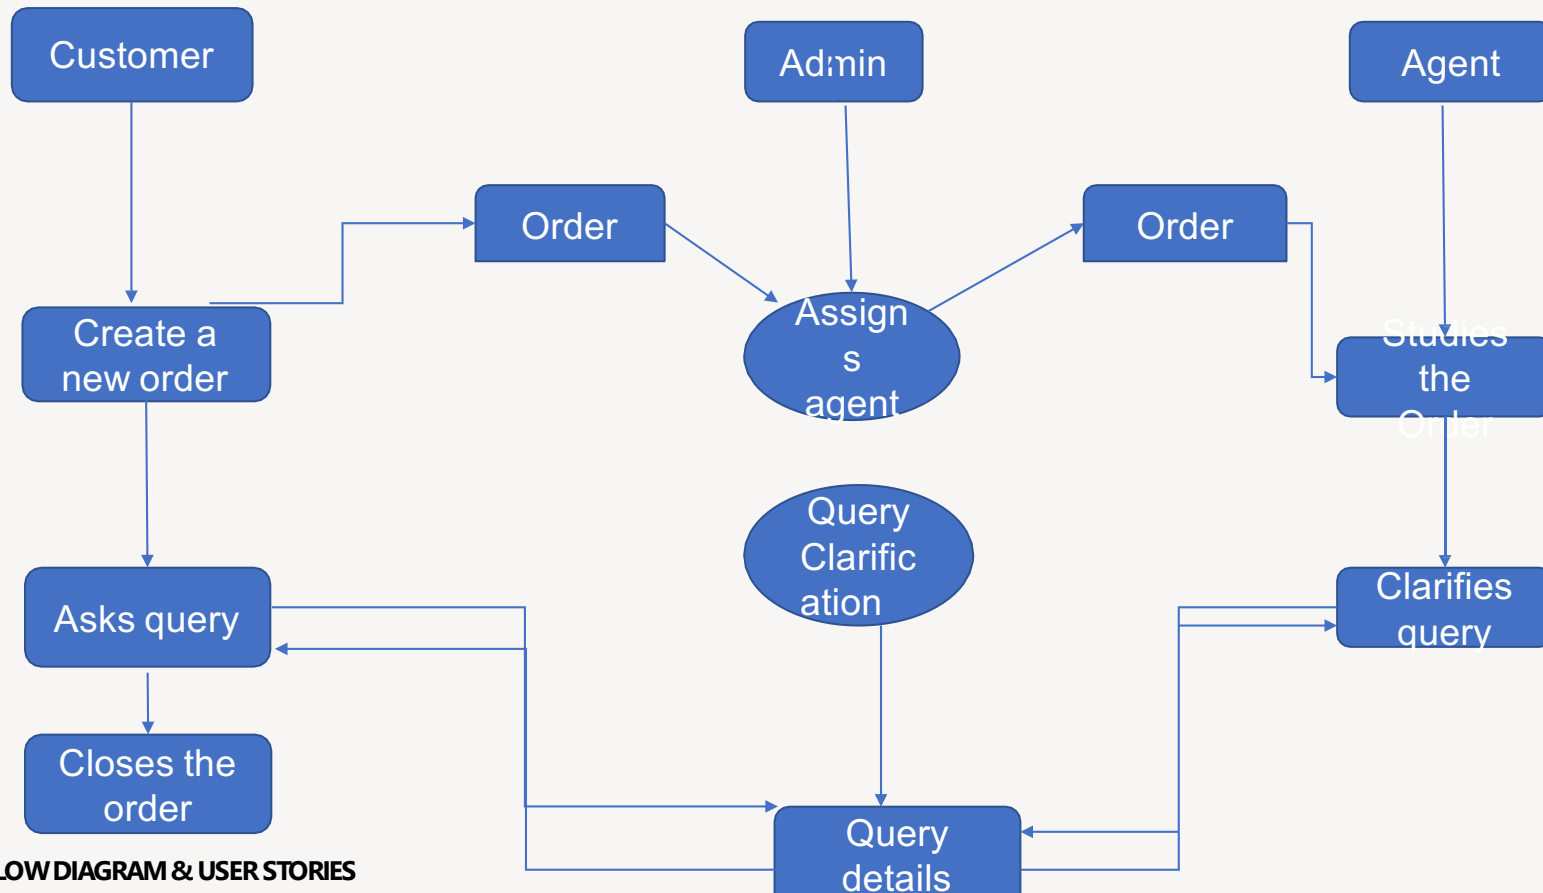 Customer
Admin
Agent
Order
Order
Create a
new order
Assign
s
agent
Studies
the
Order
Query
Clarific
ation
Asks query
Clarifies
query
Closes the
order
Query
details
LOW DIAGRAM & USER STORIES